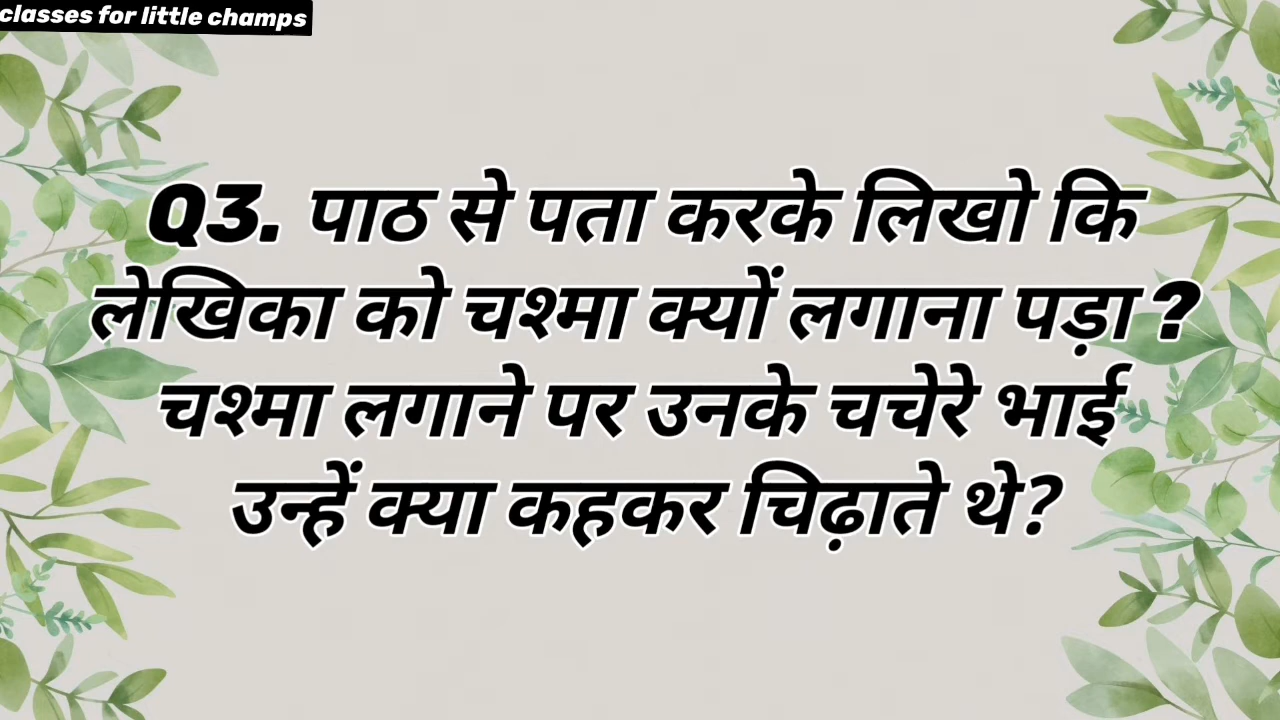 classes for little champs
Q3. पाठ से पता करके लिखो कि
लेखिका को चश्मा क्यों लगाना पड़ा ?
चश्मा लगाने पर उनके चचेरे भाई
उन्हें क्या कहकर चिढ़ाते थे?